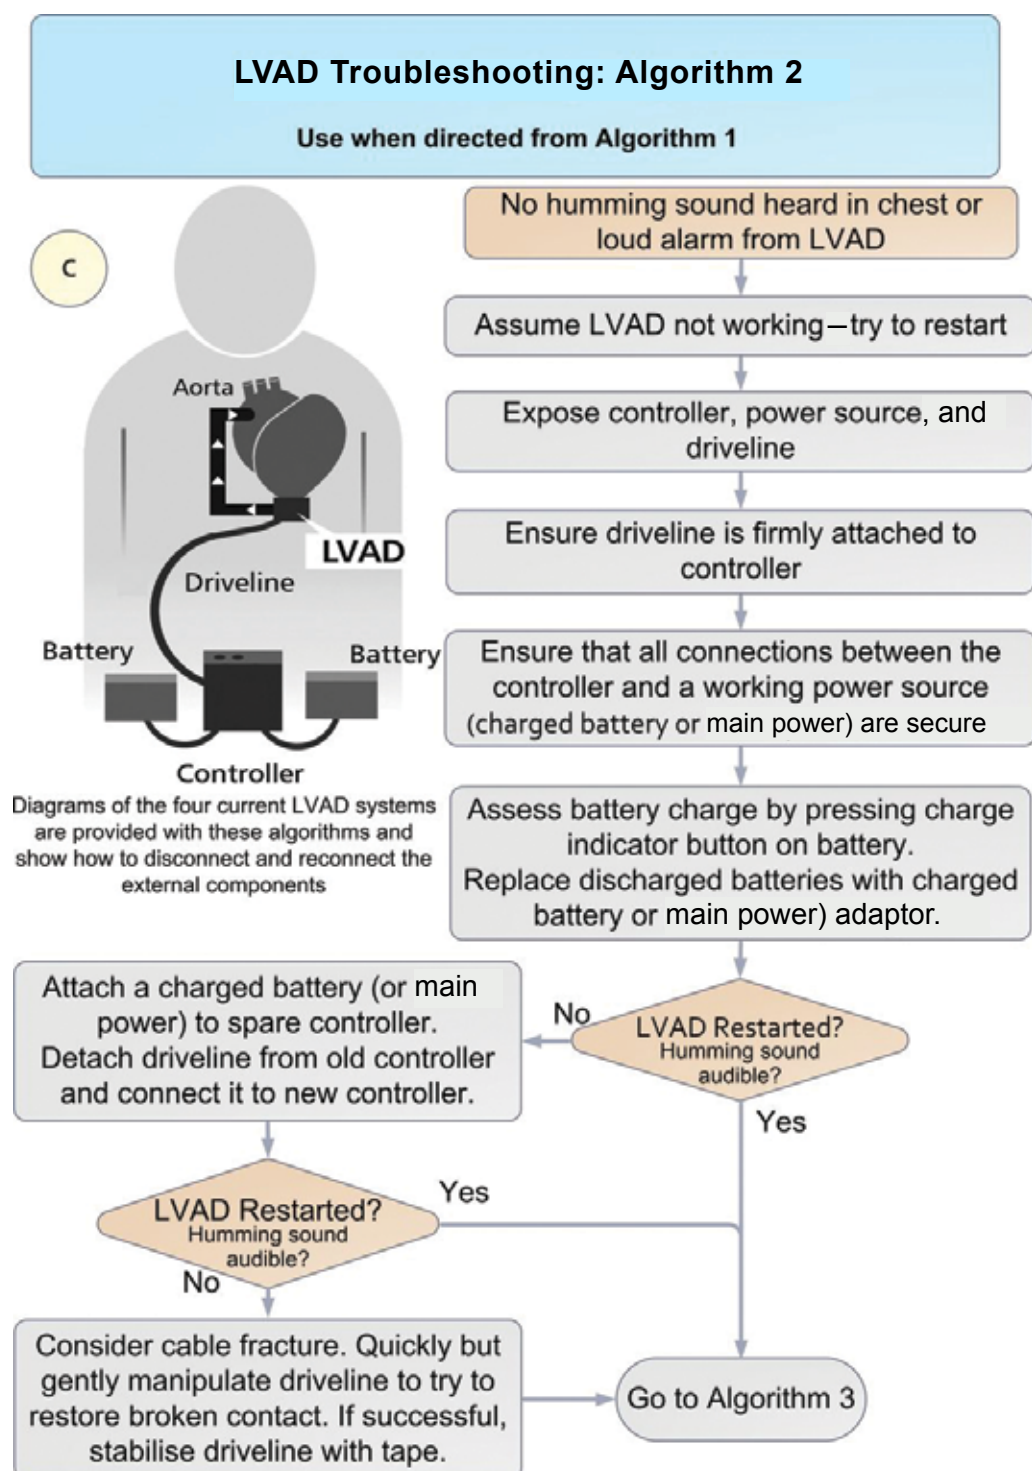 LVAD Troubleshooting: Algorithm 2
Use when directed from Algorithm 1
C
Aorta
LVAD
Driveline
Battery
Battery
Controller
Diagrams of the four current LVAD systems
are provided with these algorithms and
show how to disconnect and reconnect the
external components
No humming sound heard in chest or
loud alarm from LVAD
Assume LVAD not working—try to restart
Expose controller, power source, and
driveline
Ensure driveline is firmly attached to
controller
Ensure that all connections between the
controller and a working power source
(charged battery or main power) are secure
Assess battery charge by pressing charge
indicator button on battery.
Replace discharged batteries with charged
battery or main power) adaptor.
LVAD Restarted?
Humming sound
audible?
No
Yes
Attach a charged battery (or main
power) to spare controller.
Detach driveline from old controller
and connect it to new controller.
LVAD Restarted?
Humming sound
audible?
Yes
No
Consider cable fracture. Quickly but
gently manipulate driveline to try to
restore broken contact. If successful,
stabilise driveline with tape.
Go to Algorithm 3